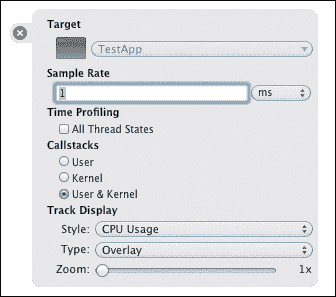 Target
TestApp
Sample Rate
1 ms
Time Profiling
All Thread States
Callstacks
User
Kernel
User & Kernel
Track Display
Style: CPU Usage
Type: Overlay
Zoom: 1x